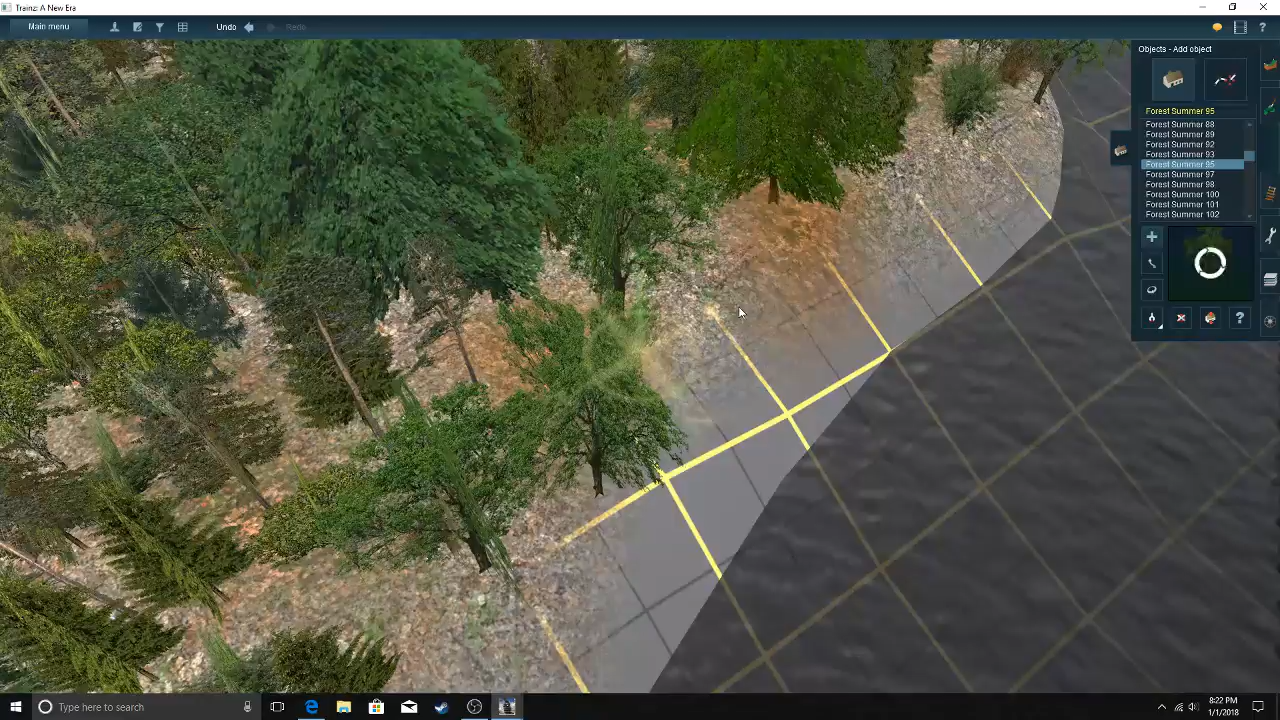 Trainz: A New Era
Main menu
Undo
Redo
?
Objects - Add object
Forest Summer 95
Forest Summer 88
Forest Summer 89
Forest Summer 92
Forest Summer 93
Forest Summer 95
Forest Summer 97
Forest Summer 98
Forest Summer 100
Forest Summer 101
Forest Summer 102
?
Type here to search
8:22 PM
1/1/2018